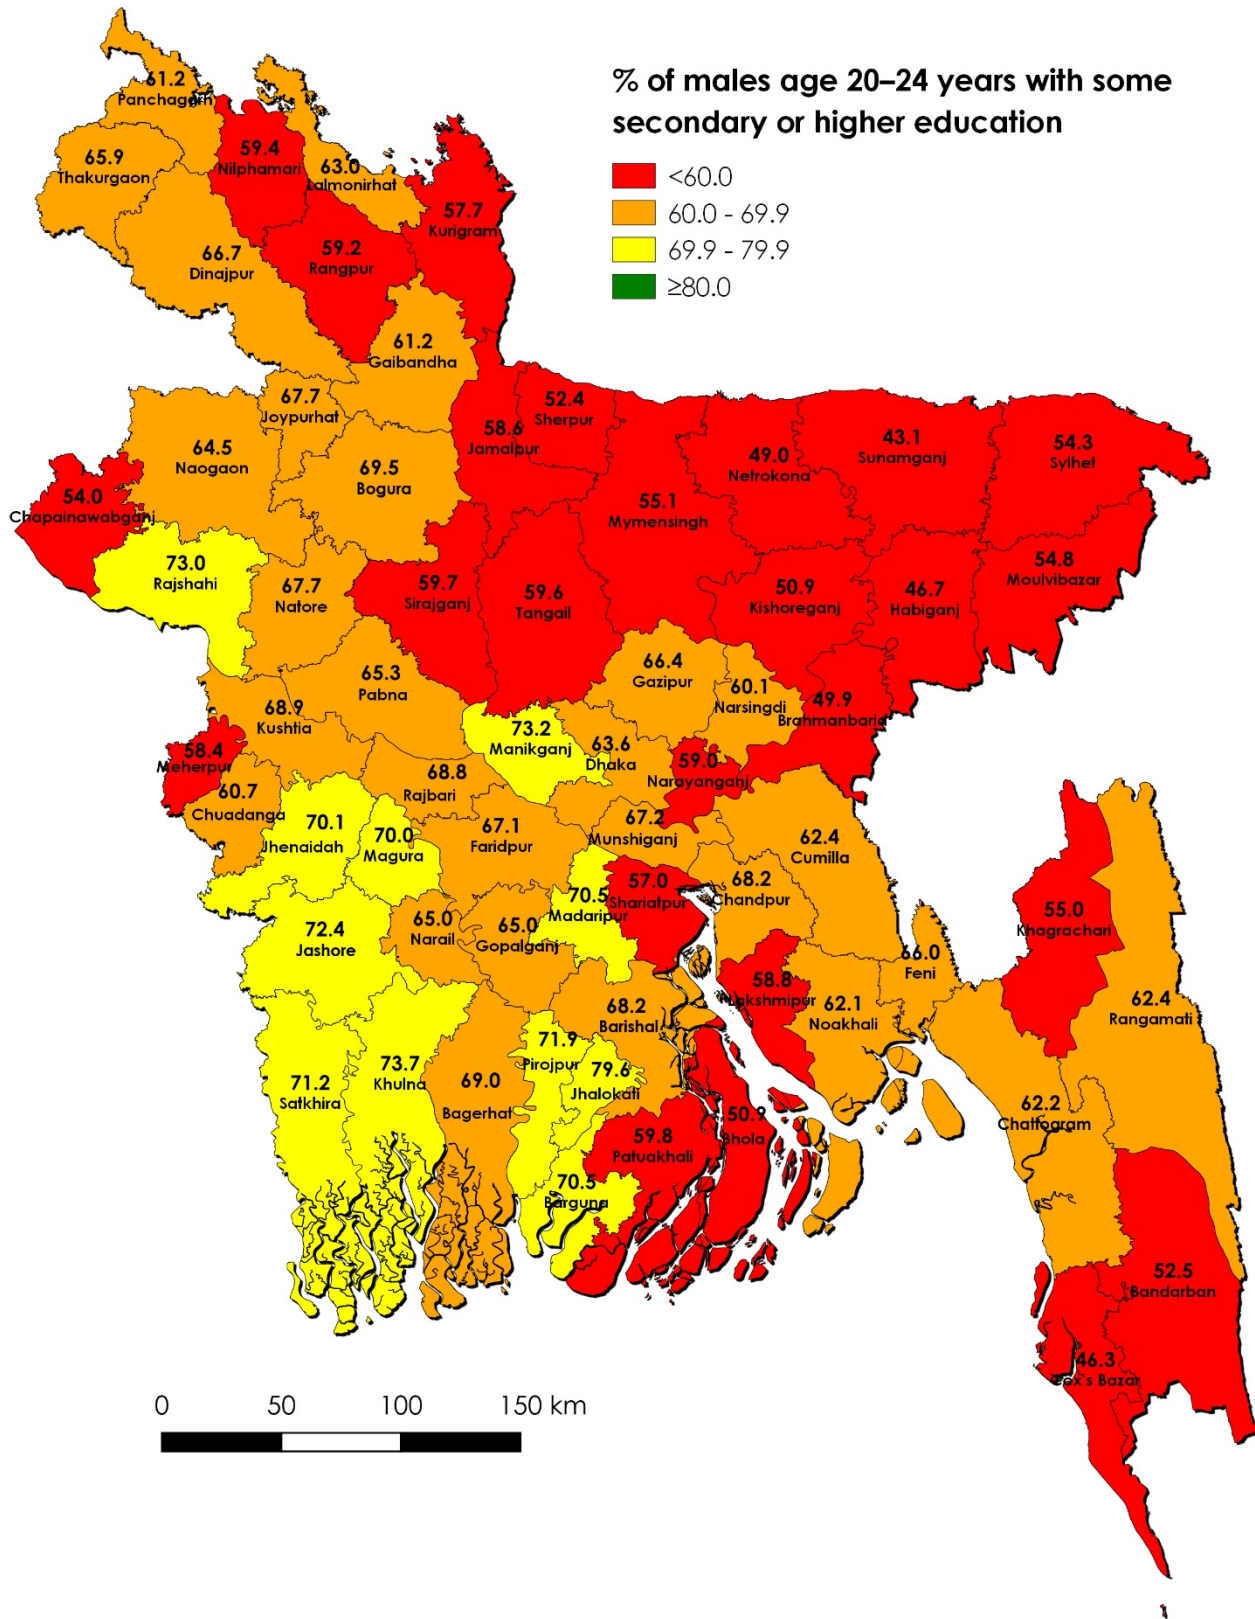 % of males age 20–24 years with some
secondary or higher education
<60.0
60.0 - 69.9
69.9 - 79.9
≥80.0
61.2
Panchagarh
65.9
Thakurgaon
59.4
Nilphamari
63.0
Lalmonirhat
57.7
Kurigram
66.7
Dinajpur
59.2
Rangpur
61.2
Gaibandha
67.7
Joypurhat
64.5
Naogaon
69.5
Bogura
58.6
Jamalpur
52.4
Sherpur
49.0
Netrokona
43.1
Sunamganj
54.3
Sylhet
54.0
Chapainawabganj
55.1
Mymensingh
73.0
Rajshahi
67.7
Natore
59.7
Sirajganj
59.6
Tangail
50.9
Kishoreganj
46.7
Habiganj
54.8
Moulvibazar
65.3
Pabna
66.4
Gazipur
60.1
Narsingdi
49.9
Brahmanbaria
68.9
Kushtia
73.2
Manikganj
63.6
Dhaka
59.0
Narayanganj
58.4
Meherpur
60.7
Chuadanga
68.8
Rajbari
70.1
Jhenaidah
70.0
Magura
67.1
Faridpur
67.2
Munshiganj
62.4
Cumilla
57.0
Shariatpur
68.2
Chandpur
70.5
Madaripur
55.0
Khagrachari
72.4
Jashore
65.0
Narail
65.0
Gopalganj
66.0
Feni
58.8
Lakshmipur
62.1
Noakhali
62.4
Rangamati
68.2
Barishal
71.9
Pirojpur
79.6
Jhalokati
71.2
Satkhira
73.7
Khulna
69.0
Bagerhat
59.8
Patuakhali
50.9
Bhola
62.2
Chattogram
70.5
Barguna
52.5
Bandarban
46.3
Cox's Bazar
0 50 100 150 km